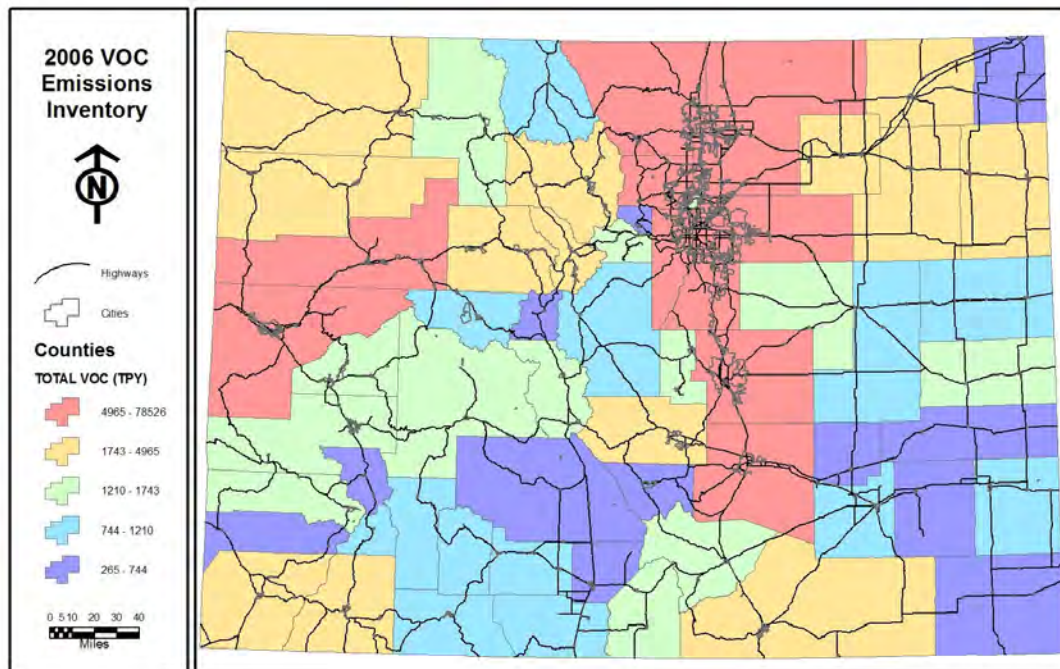 2006 VOC
Emissions
Inventory
N
Highways
Cities
Counties
TOTAL VOC (TPY)
4965 - 78526
1743 - 4965
1210 - 1743
744 - 1210
265 - 744
0 5 10 20 30 40
Miles